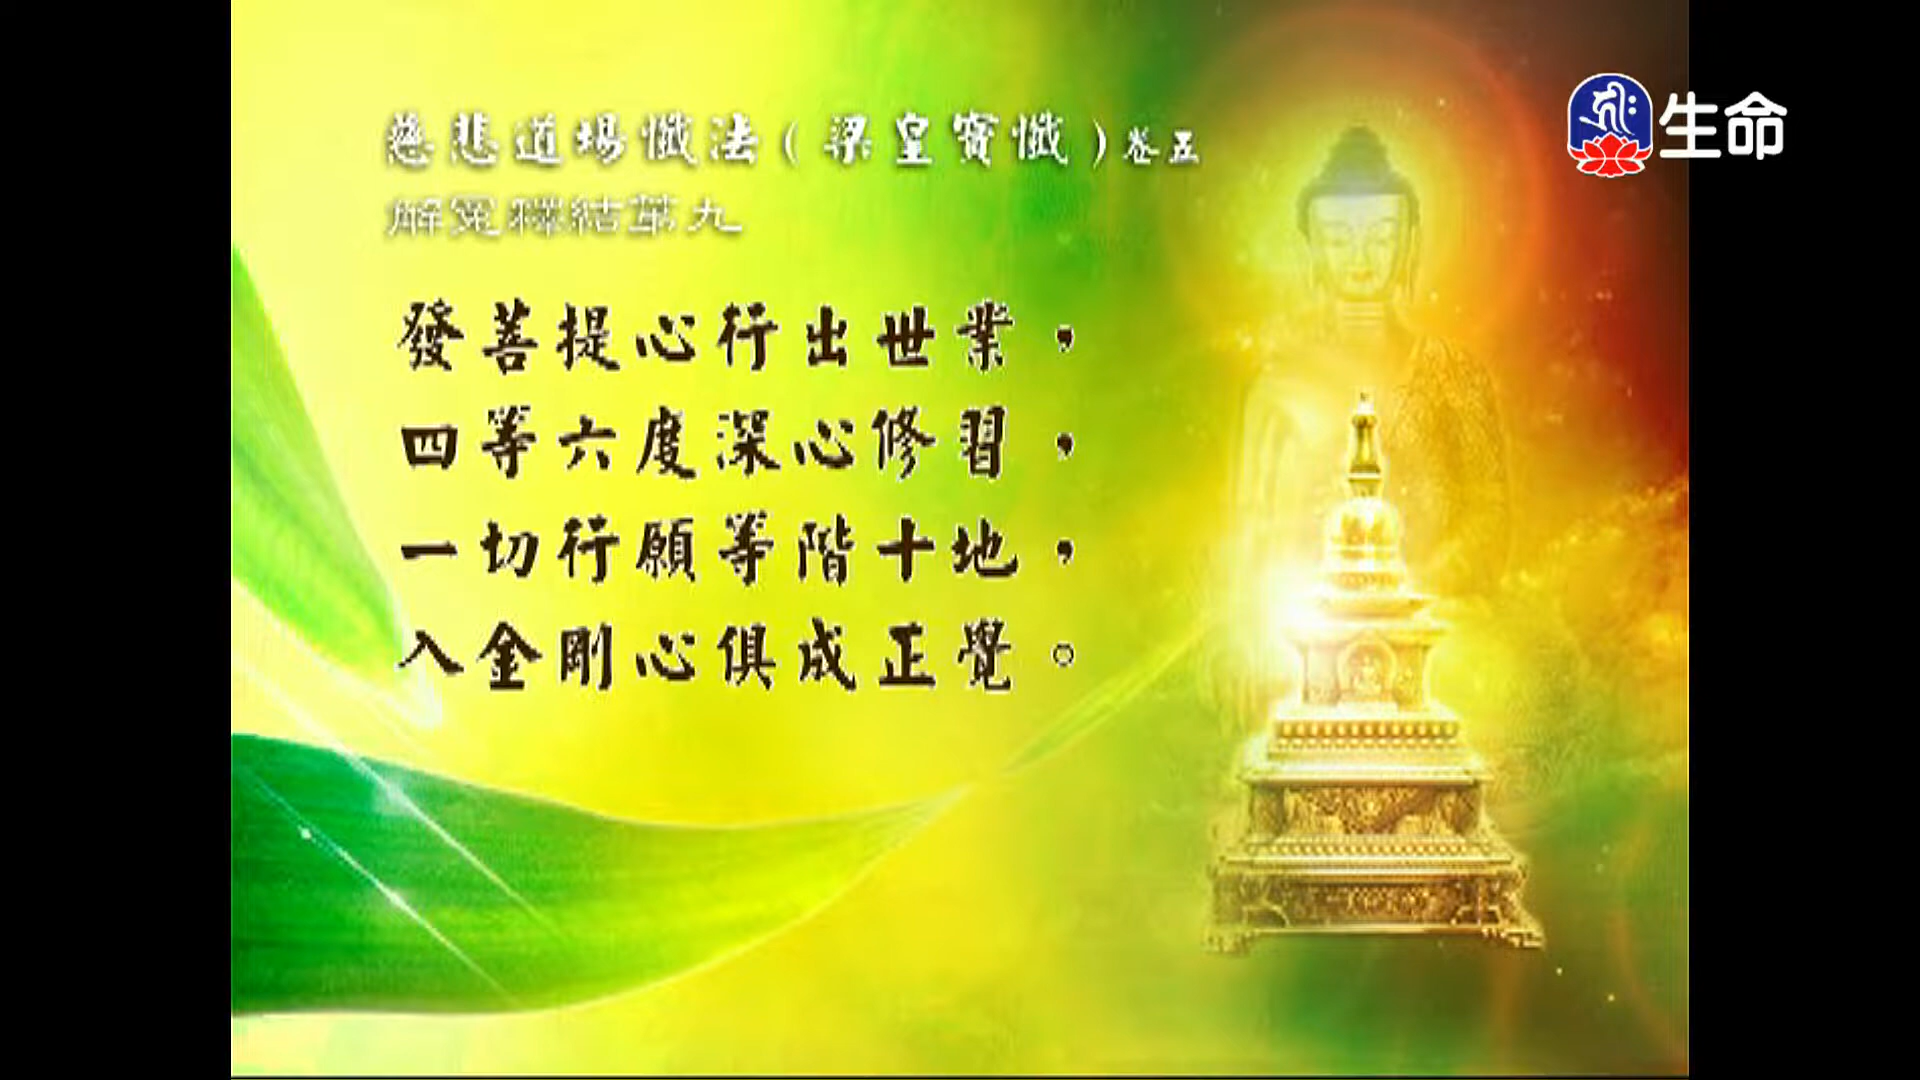 慈悲道場懺法(梁皇寶懺)卷五
解冤釋結第九
發菩提心行出世業，
四等六度深心修習，
一切行願等階十地，
入金剛心俱成正覺。
生命